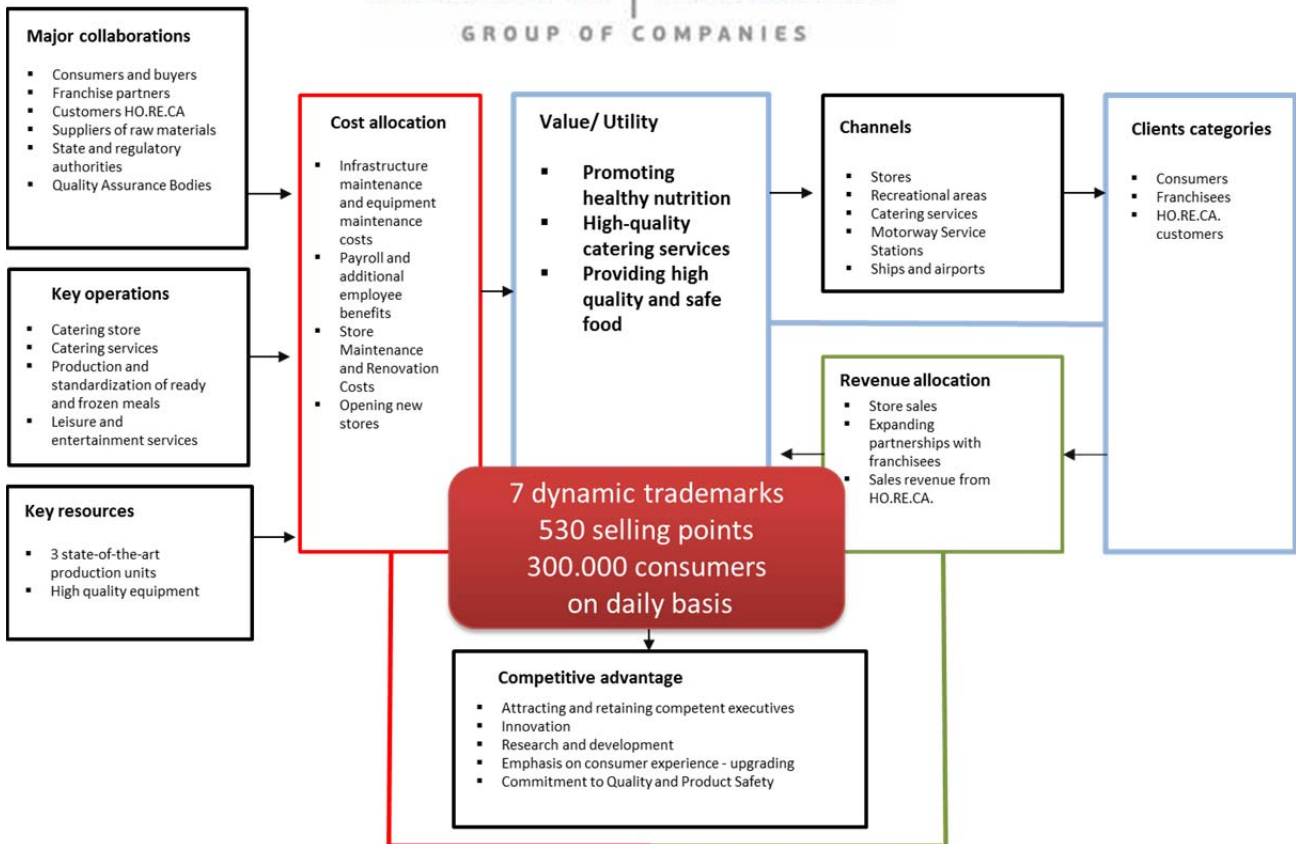 GROUP OF COMPANIES
Major collaborations
▪ Consumers and buyers
▪ Franchise partners
▪ Customers HO.RE.CA
▪ Suppliers of raw materials
▪ State and regulatory
authorities
▪ Quality Assurance Bodies
Key operations
▪ Catering store
▪ Catering services
▪ Production and
standardization of ready
and frozen meals
▪ Leisure and
entertainment services
Key resources
▪ 3 state-of-the-art
production units
▪ High quality equipment
Cost allocation
▪ Infrastructure
maintenance
and equipment
maintenance
costs
▪ Payroll and
additional
employee
benefits
▪ Store
Maintenance
and Renovation
Costs
▪ Opening new
stores
Value/ Utility
▪ Promoting
healthy nutrition
▪ High-quality
catering services
▪ Providing high
quality and safe
food
Channels
▪ Stores
▪ Recreational areas
▪ Catering services
▪ Motorway Service
Stations
▪ Ships and airports
Clients categories
▪ Consumers
▪ Franchisees
▪ HO.RE.CA.
customers
Revenue allocation
▪ Store sales
▪ Expanding
partnerships with
franchisees
▪ Sales revenue from
HO.RE.CA.
7 dynamic trademarks
530 selling points
300.000 consumers
on daily basis
Competitive advantage
▪ Attracting and retaining competent executives
▪ Innovation
▪ Research and development
▪ Emphasis on consumer experience - upgrading
▪ Commitment to Quality and Product Safety